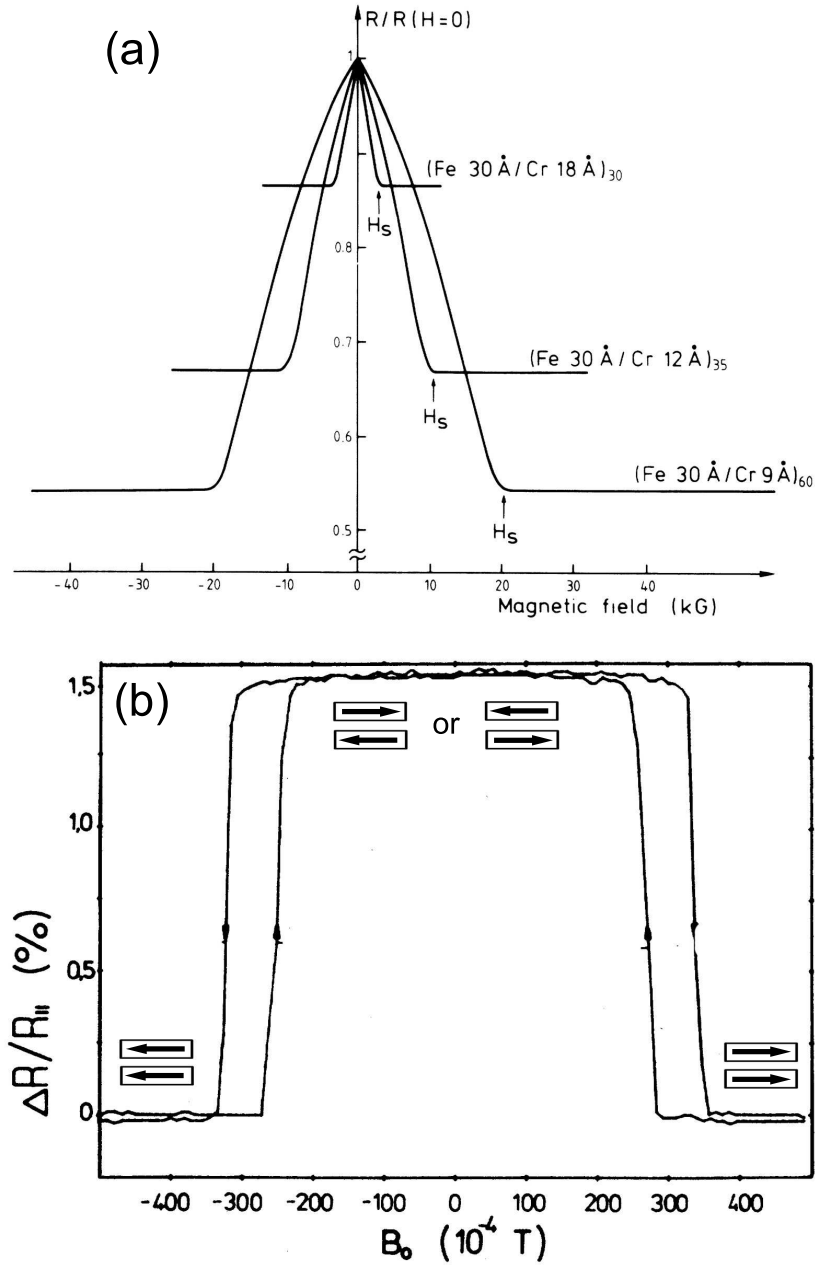 (a)
R/R(H=0)
1
(Fe 30 Å/Cr 18 Å)30
Hs
0.8
0.7
(Fe 30 Å/Cr 12 Å)35
Hs
0.6
(Fe 30 Å/Cr 9 Å)60
Hs
0.5
-40 -30 -20 -10 0 10 20 30 40
Magnetic field (kG)
(b)
1,5
or
1,0
0,5
0
ΔR/R||| (%)
-400 -300 -200 -100 0 100 200 300 400
B₀ (10⁻⁴ T)